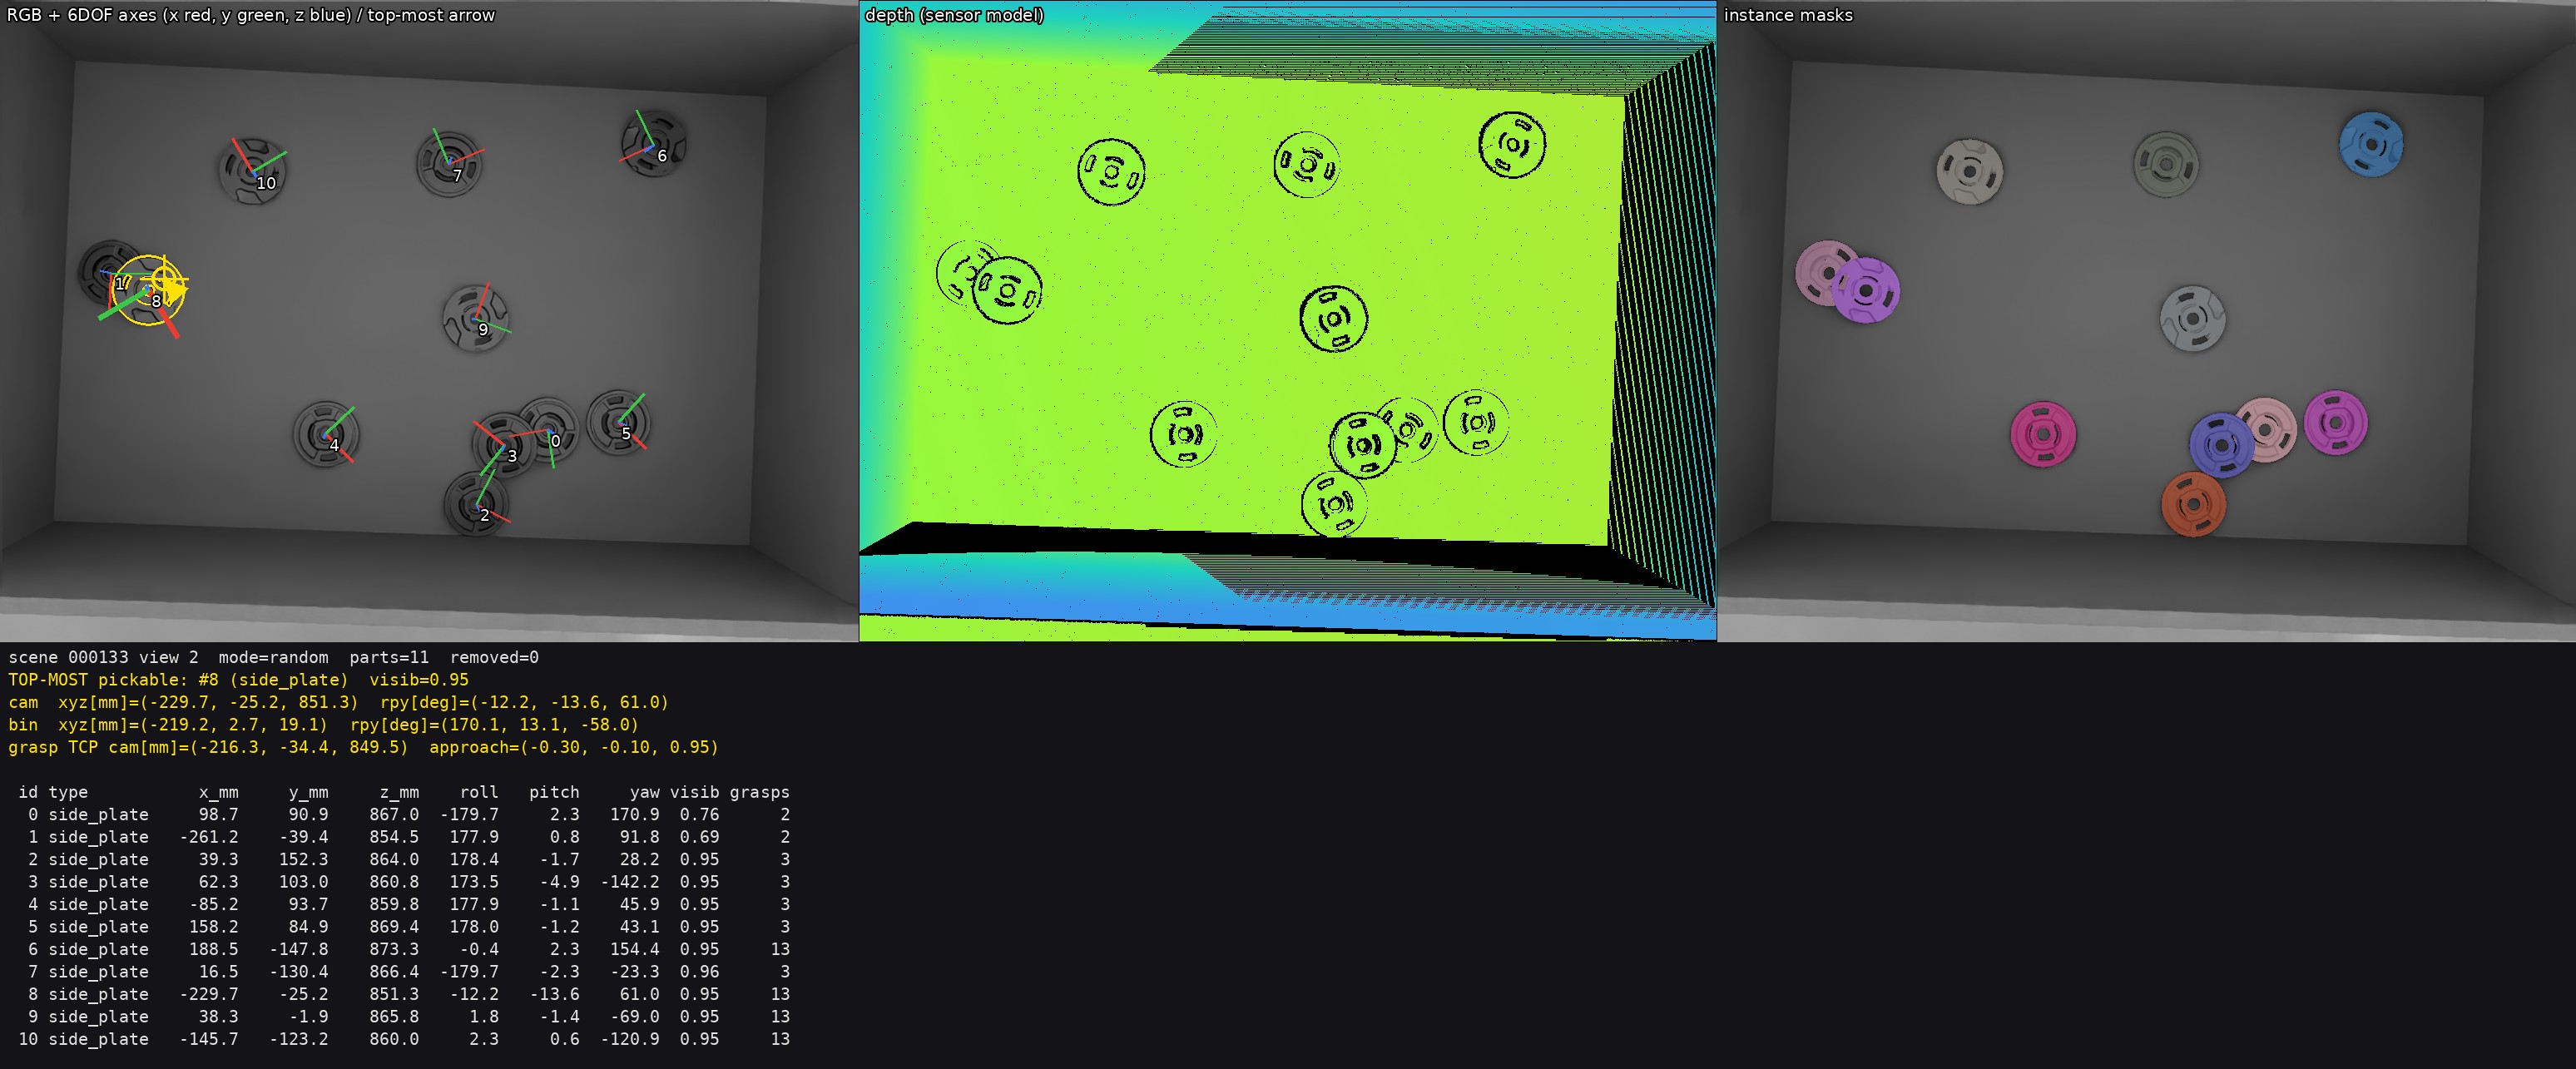 RGB + 6DOF axes (x red, y green, z blue) / top-most arrow
depth (sensor model)
instance masks
10
7
6
1
8
9
4
3
0
5
2
scene 000133 view 2  mode=random  parts=11  removed=0
TOP-MOST pickable: #8 (side_plate)  visib=0.95
cam  xyz[mm]=(-229.7, -25.2, 851.3)  rpy[deg]=(-12.2, -13.6, 61.0)
bin  xyz[mm]=(-219.2, 2.7, 19.1)  rpy[deg]=(170.1, 13.1, -58.0)
grasp TCP cam[mm]=(-216.3, -34.4, 849.5)  approach=(-0.30, -0.10, 0.95)
id type x_mm y_mm z_mm roll pitch yaw visib grasps
0 side_plate 98.7 90.9 867.0 -179.7 2.3 170.9 0.76 2
1 side_plate -261.2 -39.4 854.5 177.9 0.8 91.8 0.69 2
2 side_plate 39.3 152.3 864.0 178.4 -1.7 28.2 0.95 3
3 side_plate 62.3 103.0 860.8 173.5 -4.9 -142.2 0.95 3
4 side_plate -85.2 93.7 859.8 177.9 -1.1 45.9 0.95 3
5 side_plate 158.2 84.9 869.4 178.0 -1.2 43.1 0.95 3
6 side_plate 188.5 -147.8 873.3 -0.4 2.3 154.4 0.95 13
7 side_plate 16.5 -130.4 866.4 -179.7 -2.3 -23.3 0.96 3
8 side_plate -229.7 -25.2 851.3 -12.2 -13.6 61.0 0.95 13
9 side_plate 38.3 -1.9 865.8 1.8 -1.4 -69.0 0.95 13
10 side_plate -145.7 -123.2 860.0 2.3 0.6 -120.9 0.95 13